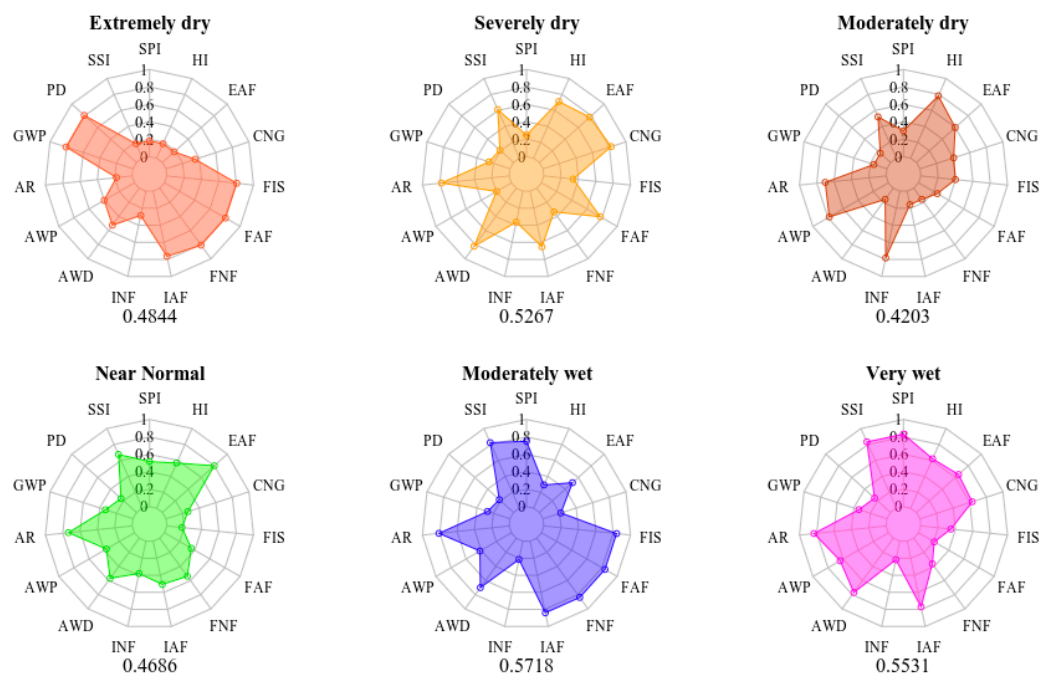 Extremely dry
SPI
SSI HI
PD EAF
GWP CNG
AR FIS
AWP FAF
AWD FNF
INF IAF
1
0.8
0.6
0.4
0.2
0
0.4844
Severely dry
SPI
SSI HI
PD EAF
GWP CNG
AR FIS
AWP FAF
AWD FNF
INF IAF
1
0.8
0.6
0.4
0.2
0
0.5267
Moderately dry
SPI
SSI HI
PD EAF
GWP CNG
AR FIS
AWP FAF
AWD FNF
INF IAF
1
0.8
0.6
0.4
0.2
0
0.4203
Near Normal
SPI
SSI HI
PD EAF
GWP CNG
AR FIS
AWP FAF
AWD FNF
INF IAF
1
0.8
0.6
0.4
0.2
0
0.4686
Moderately wet
SPI
SSI HI
PD EAF
GWP CNG
AR FIS
AWP FAF
AWD FNF
INF IAF
1
0.8
0.6
0.4
0.2
0
0.5718
Very wet
SPI
SSI HI
PD EAF
GWP CNG
AR FIS
AWP FAF
AWD FNF
INF IAF
1
0.8
0.6
0.4
0.2
0
0.5531